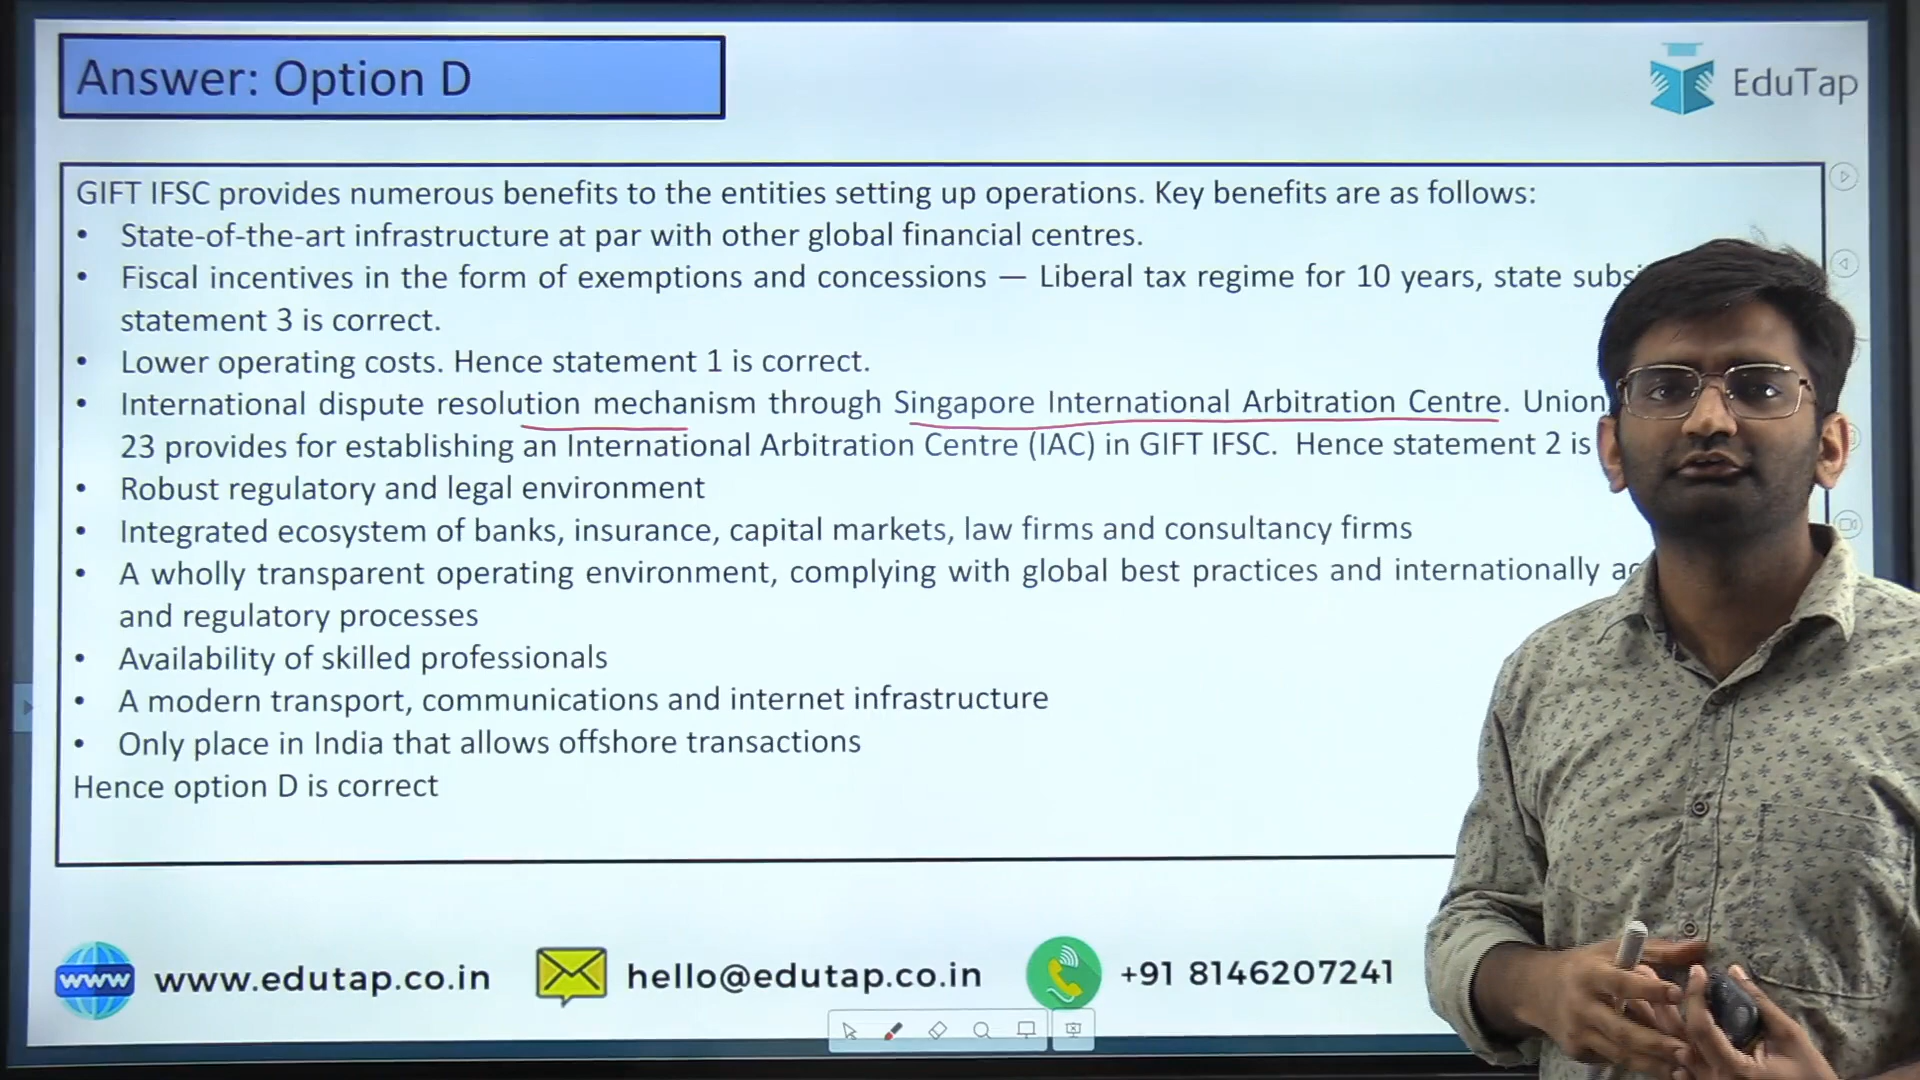 Answer: Option D
EduTap
GIFT IFSC provides numerous benefits to the entities setting up operations. Key benefits are as follows:
• State-of-the-art infrastructure at par with other global financial centres.
• Fiscal incentives in the form of exemptions and concessions — Liberal tax regime for 10 years, state
statement 3 is correct.
• Lower operating costs. Hence statement 1 is correct.
• International dispute resolution mechanism through Singapore International Arbitration Centre. Union
23 provides for establishing an International Arbitration Centre (IAC) in GIFT IFSC. Hence statement 2 is
• Robust regulatory and legal environment
• Integrated ecosystem of banks, insurance, capital markets, law firms and consultancy firms
• A wholly transparent operating environment, complying with global best practices and internationally
and regulatory processes
• Availability of skilled professionals
• A modern transport, communications and internet infrastructure
• Only place in India that allows offshore transactions
Hence option D is correct
www www.edutap.co.in hello@edutap.co.in +91 8146207241